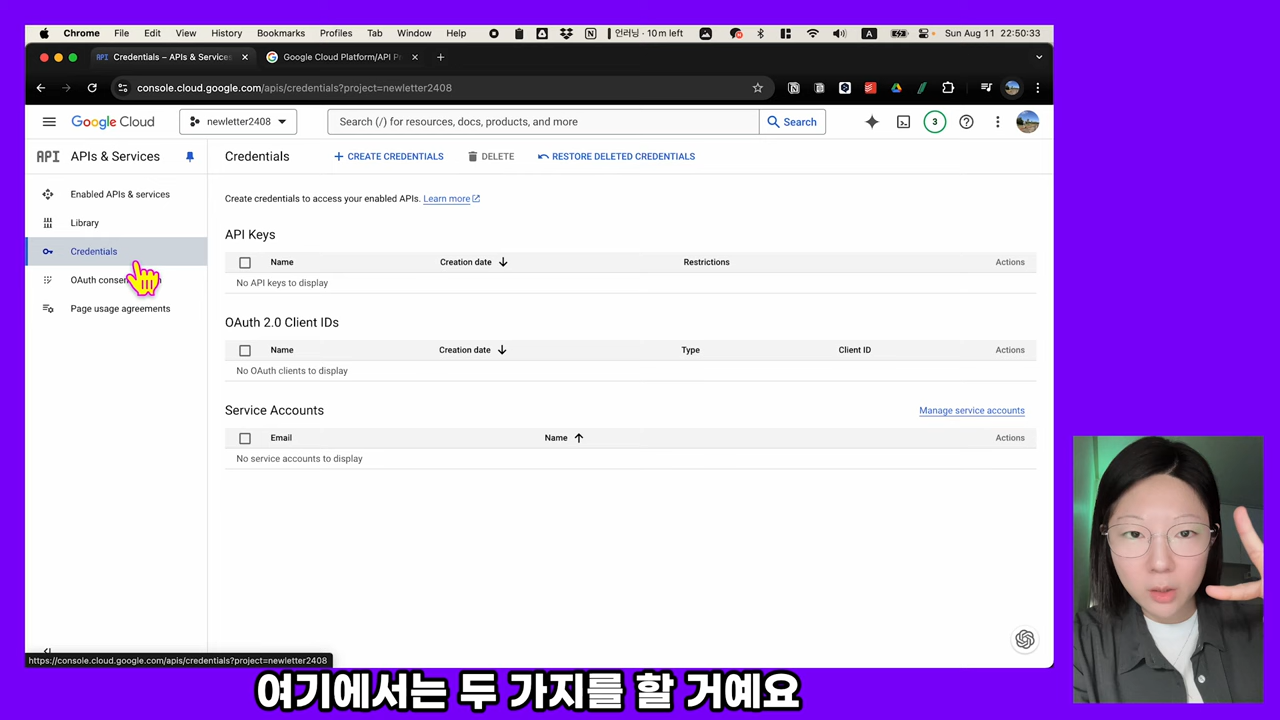 Chrome File Edit View History Bookmarks Profiles Tab Window Help 언러닝 · 10 m left A Sun Aug 11 22:50:33
API Credentials – APIs & Services
Google Cloud Platform/API P
console.cloud.google.com/apis/credentials?project=newletter2408
Google Cloud
newletter2408
Search (/) for resources, docs, products, and more
Search
3
API APIs & Services
Credentials
CREATE CREDENTIALS
DELETE
RESTORE DELETED CREDENTIALS
Enabled APIs & services
Library
Credentials
OAuth consen
Page usage agreements
Create credentials to access your enabled APIs. Learn more
API Keys
Name Creation date Restrictions Actions
No API keys to display
OAuth 2.0 Client IDs
Name Creation date Type Client ID Actions
No OAuth clients to display
Service Accounts
Manage service accounts
Email Name Actions
No service accounts to display
https://console.cloud.google.com/apis/credentials?project=newletter2408
여기에서는 두 가지를 할 거예요